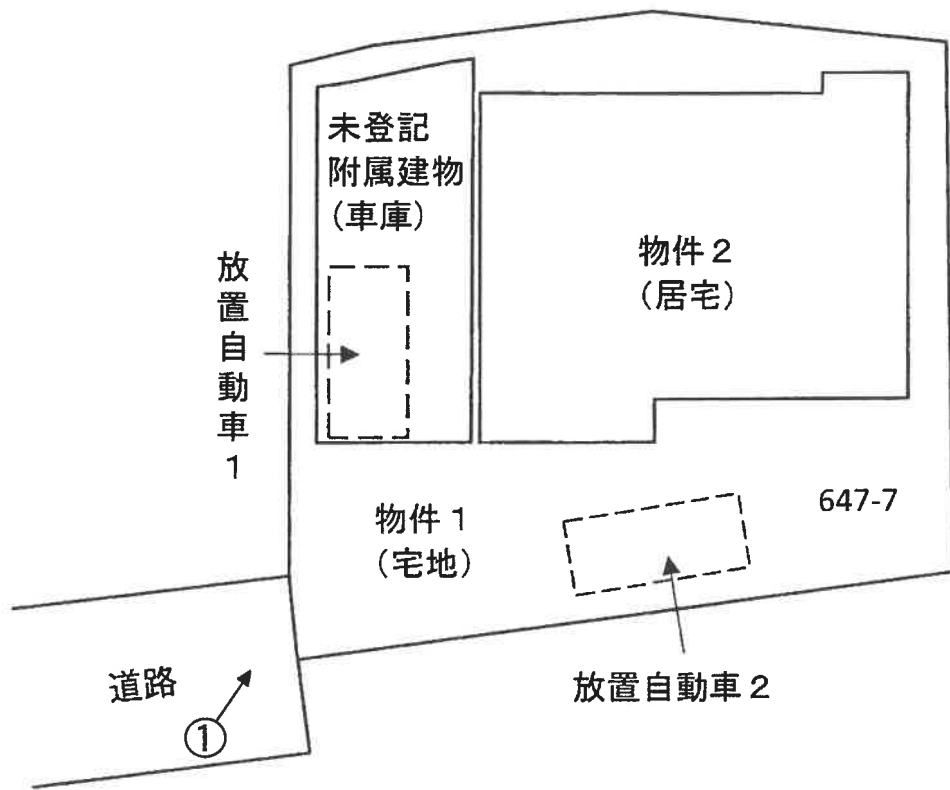 未登記
附属建物
（車庫）
物件２
（居宅）
放置自動車１
物件１
（宅地）
647-7
道路
①
放置自動車２